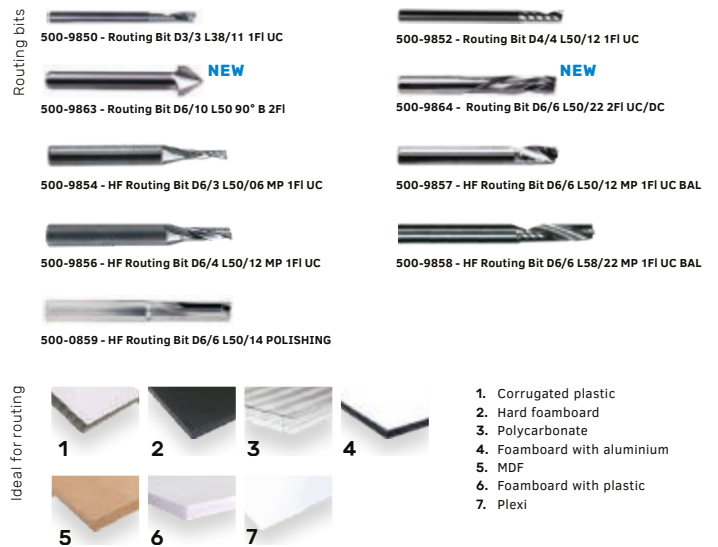 Routing bits
500-9850 - Routing Bit D3/3 L38/11 1Fl UC
500-9852 - Routing Bit D4/4 L50/12 1Fl UC
NEW
500-9863 - Routing Bit D6/10 L50 90° B 2Fl
NEW
500-9864 - Routing Bit D6/6 L50/22 2Fl UC/DC
500-9854 - HF Routing Bit D6/3 L50/06 MP 1Fl UC
500-9857 - HF Routing Bit D6/6 L50/12 MP 1Fl UC BAL
500-9856 - HF Routing Bit D6/4 L50/12 MP 1Fl UC
500-9858 - HF Routing Bit D6/6 L58/22 MP 1Fl UC BAL
500-0859 - HF Routing Bit D6/6 L50/14 POLISHING
Ideal for routing
1
2
3
4
5
6
7
1. Corrugated plastic
2. Hard foamboard
3. Polycarbonate
4. Foamboard with aluminium
5. MDF
6. Foamboard with plastic
7. Plexi